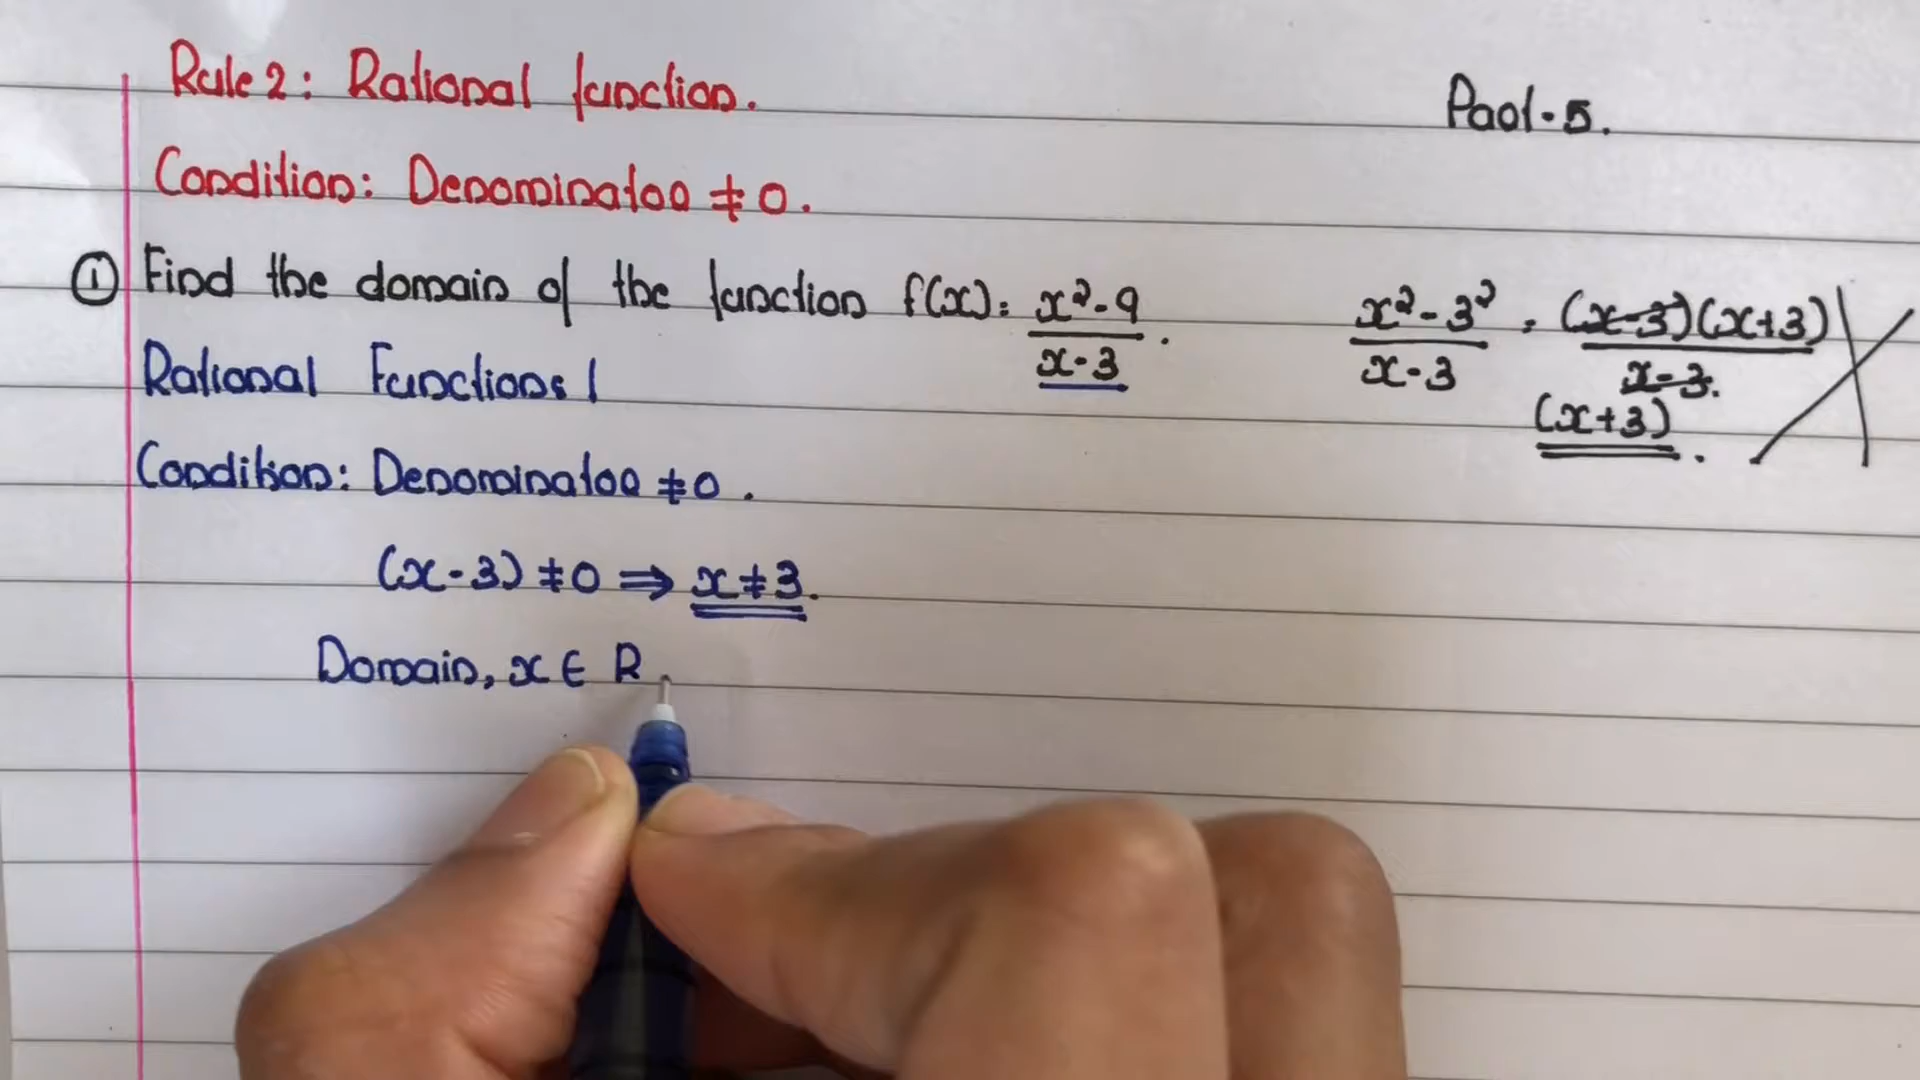 Rule 2: Rational function.
Part-5.
Condition: Denominator ≠ 0.
① Find the domain of the function f(x) = (x² - 9)/(x - 3).
(x² - 3²)/(x - 3) = (x - 3)(x + 3)/(x - 3).
(x + 3).
Rational Functions |
Condition: Denominator ≠ 0.
(x - 3) ≠ 0 ⇒ x ≠ 3.
Domain, x ∈ R